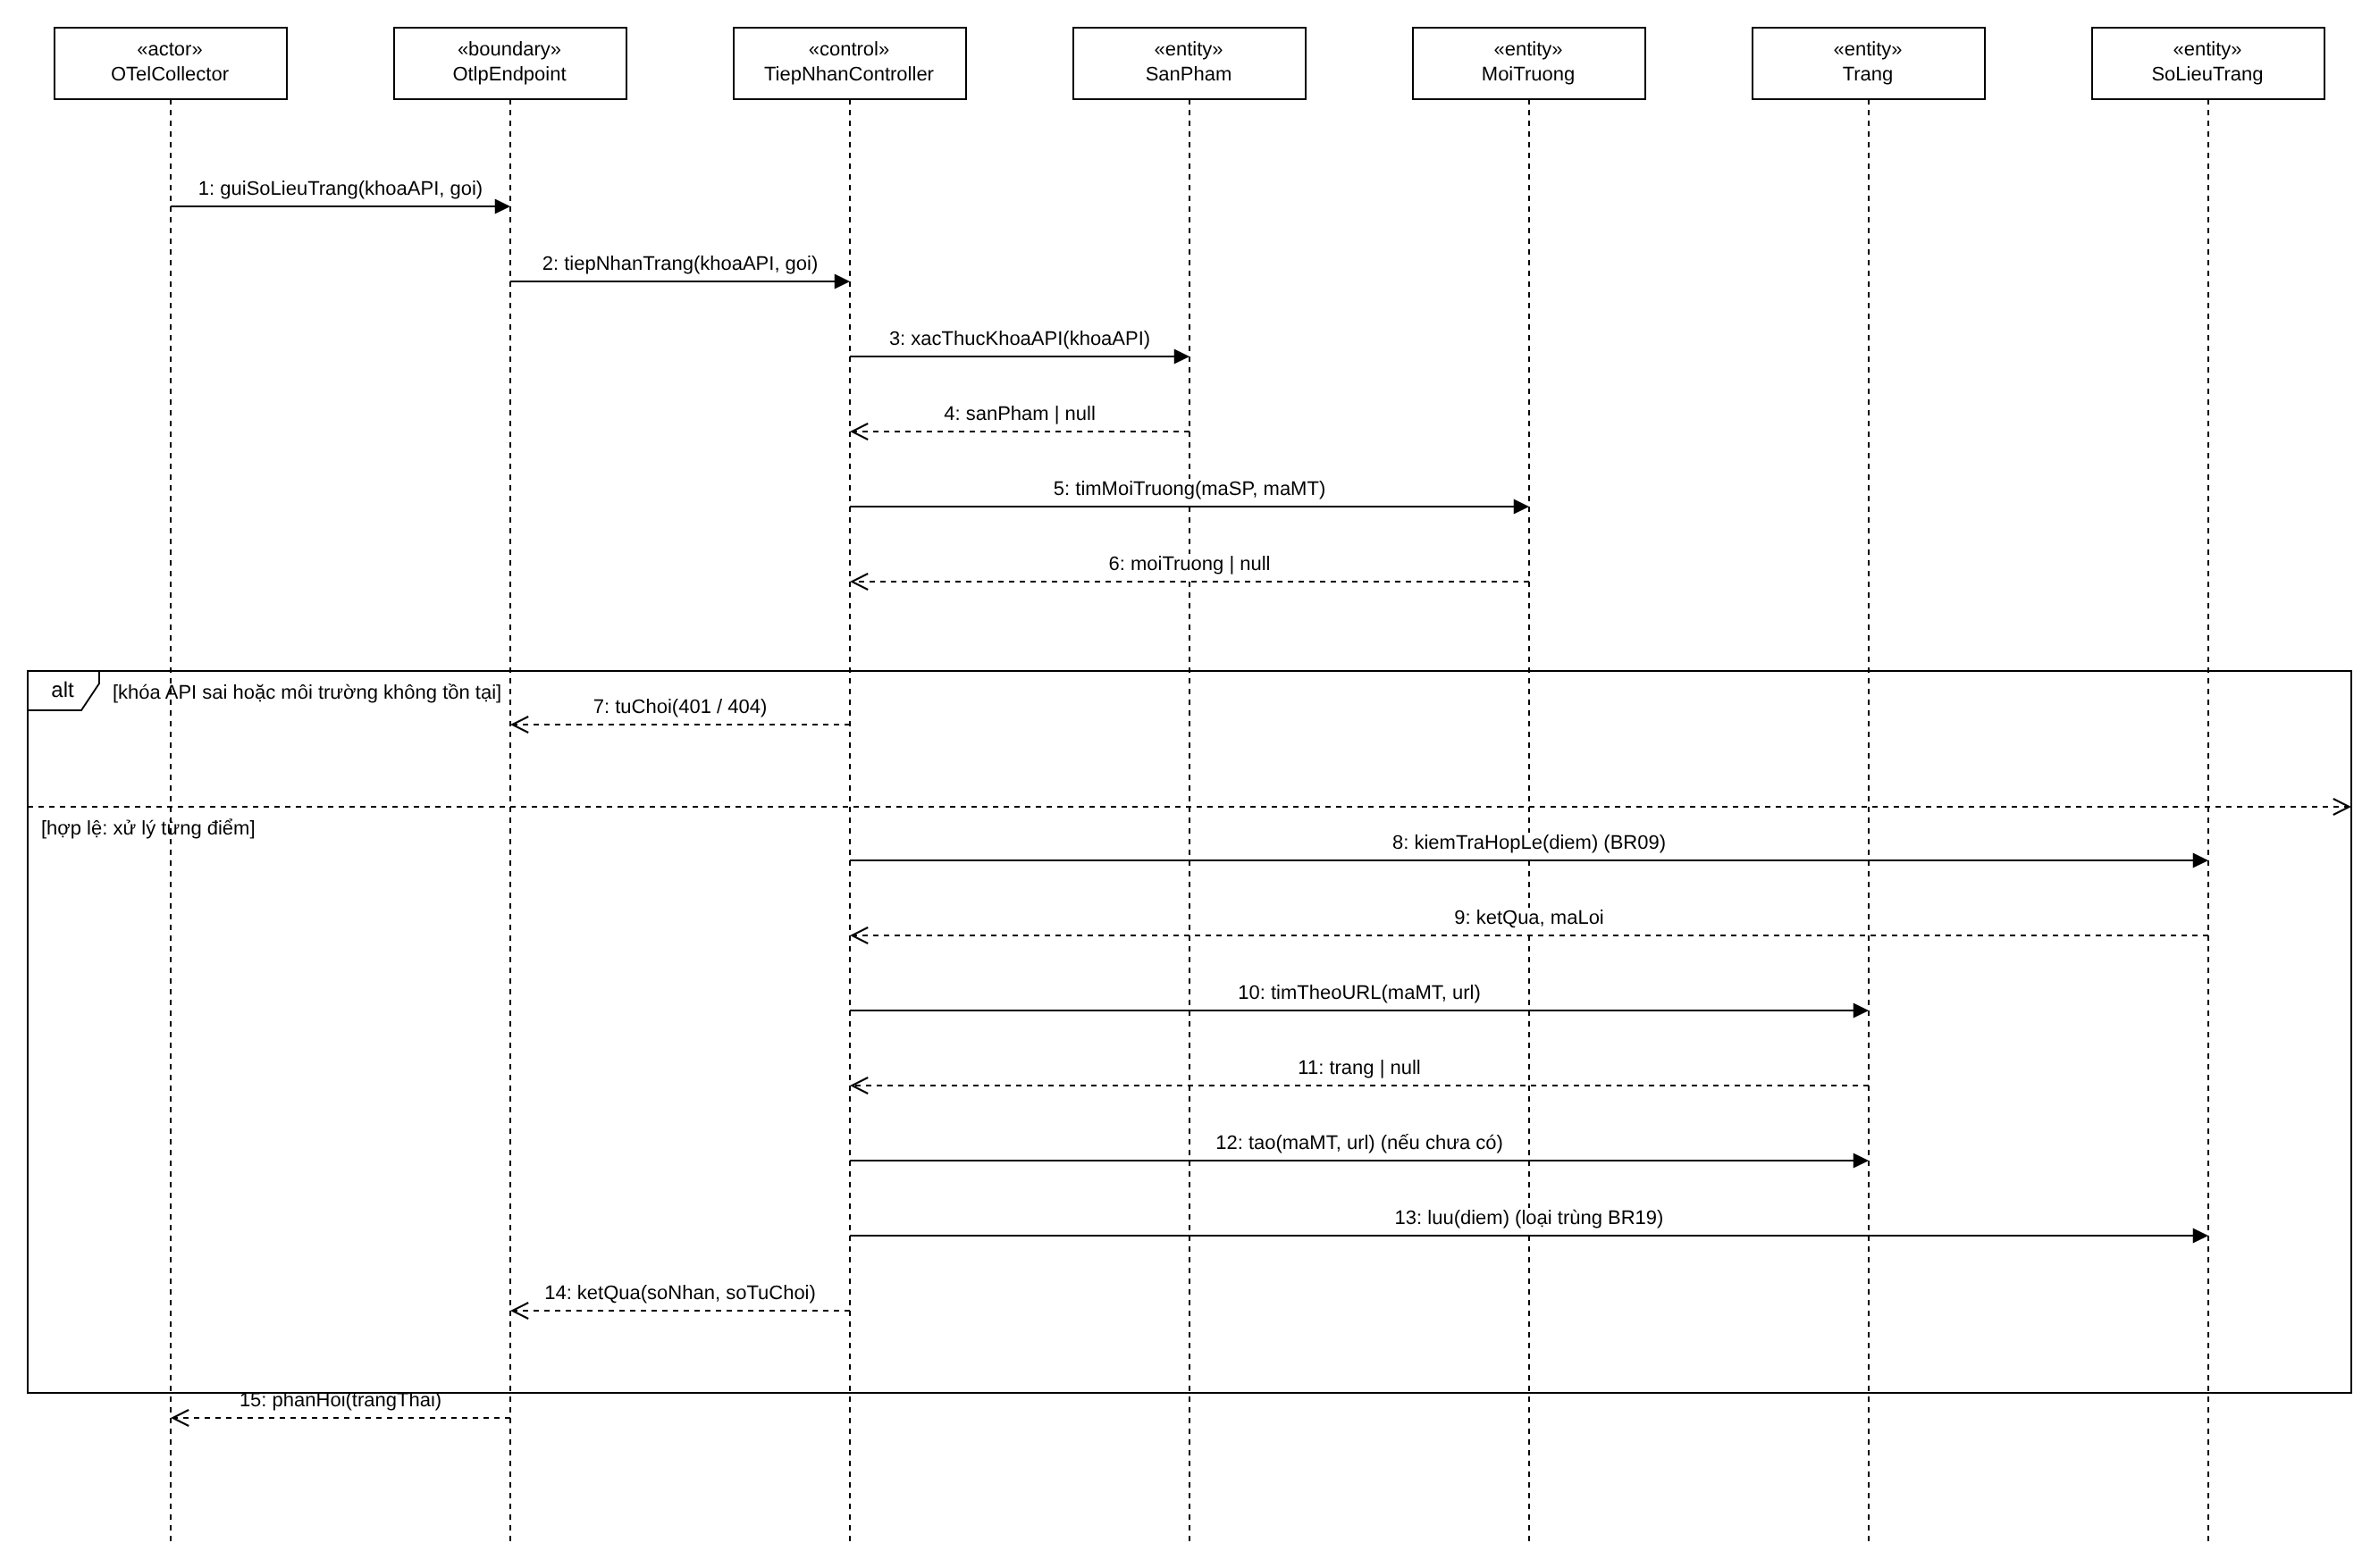 «actor»
OTelCollector
«boundary»
OtlpEndpoint
«control»
TiepNhanController
«entity»
SanPham
«entity»
MoiTruong
«entity»
Trang
«entity»
SoLieuTrang
1: guiSoLieuTrang(khoaAPI, goi)
2: tiepNhanTrang(khoaAPI, goi)
3: xacThucKhoaAPI(khoaAPI)
4: sanPham | null
5: timMoiTruong(maSP, maMT)
6: moiTruong | null
alt
[khóa API sai hoặc môi trường không tồn tại]
7: tuChoi(401 / 404)
[hợp lệ: xử lý từng điểm]
8: kiemTraHopLe(diem) (BR09)
9: ketQua, maLoi
10: timTheoURL(maMT, url)
11: trang | null
12: tao(maMT, url) (nếu chưa có)
13: luu(diem) (loại trùng BR19)
14: ketQua(soNhan, soTuChoi)
15: phanHoi(trangThai)